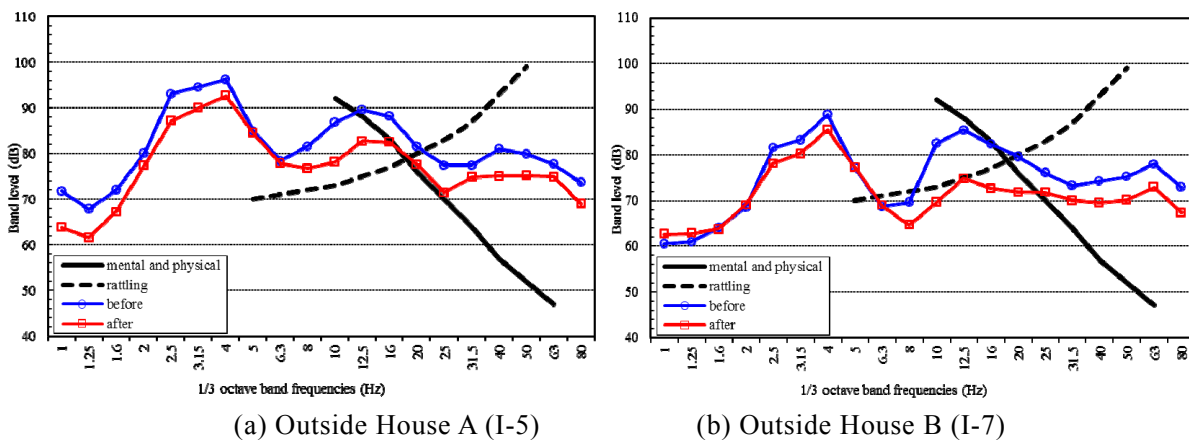 110
100
90
80
70
60
50
40
Band level (dB)
mental and physical
rattling
before
after
1 1.25 1.6 2 2.5 3.15 4 5 6.3 8 10 12.5 16 20 25 31.5 40 50 63 80
1/3 octave band frequencies (Hz)
(a) Outside House A (I-5)
110
100
90
80
70
60
50
40
Band level (dB)
mental and physical
rattling
before
after
1 1.25 1.6 2 2.5 3.15 4 5 6.3 8 10 12.5 16 20 25 31.5 40 50 63 80
1/3 octave band frequencies (Hz)
(b) Outside House B (I-7)